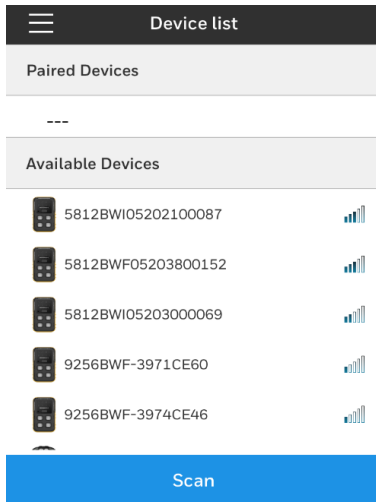 Device list
Paired Devices
---
Available Devices
5812BWI05202100087
5812BWF05203800152
5812BWI05203000069
9256BWF-3971CE60
9256BWF-3974CE46
Scan